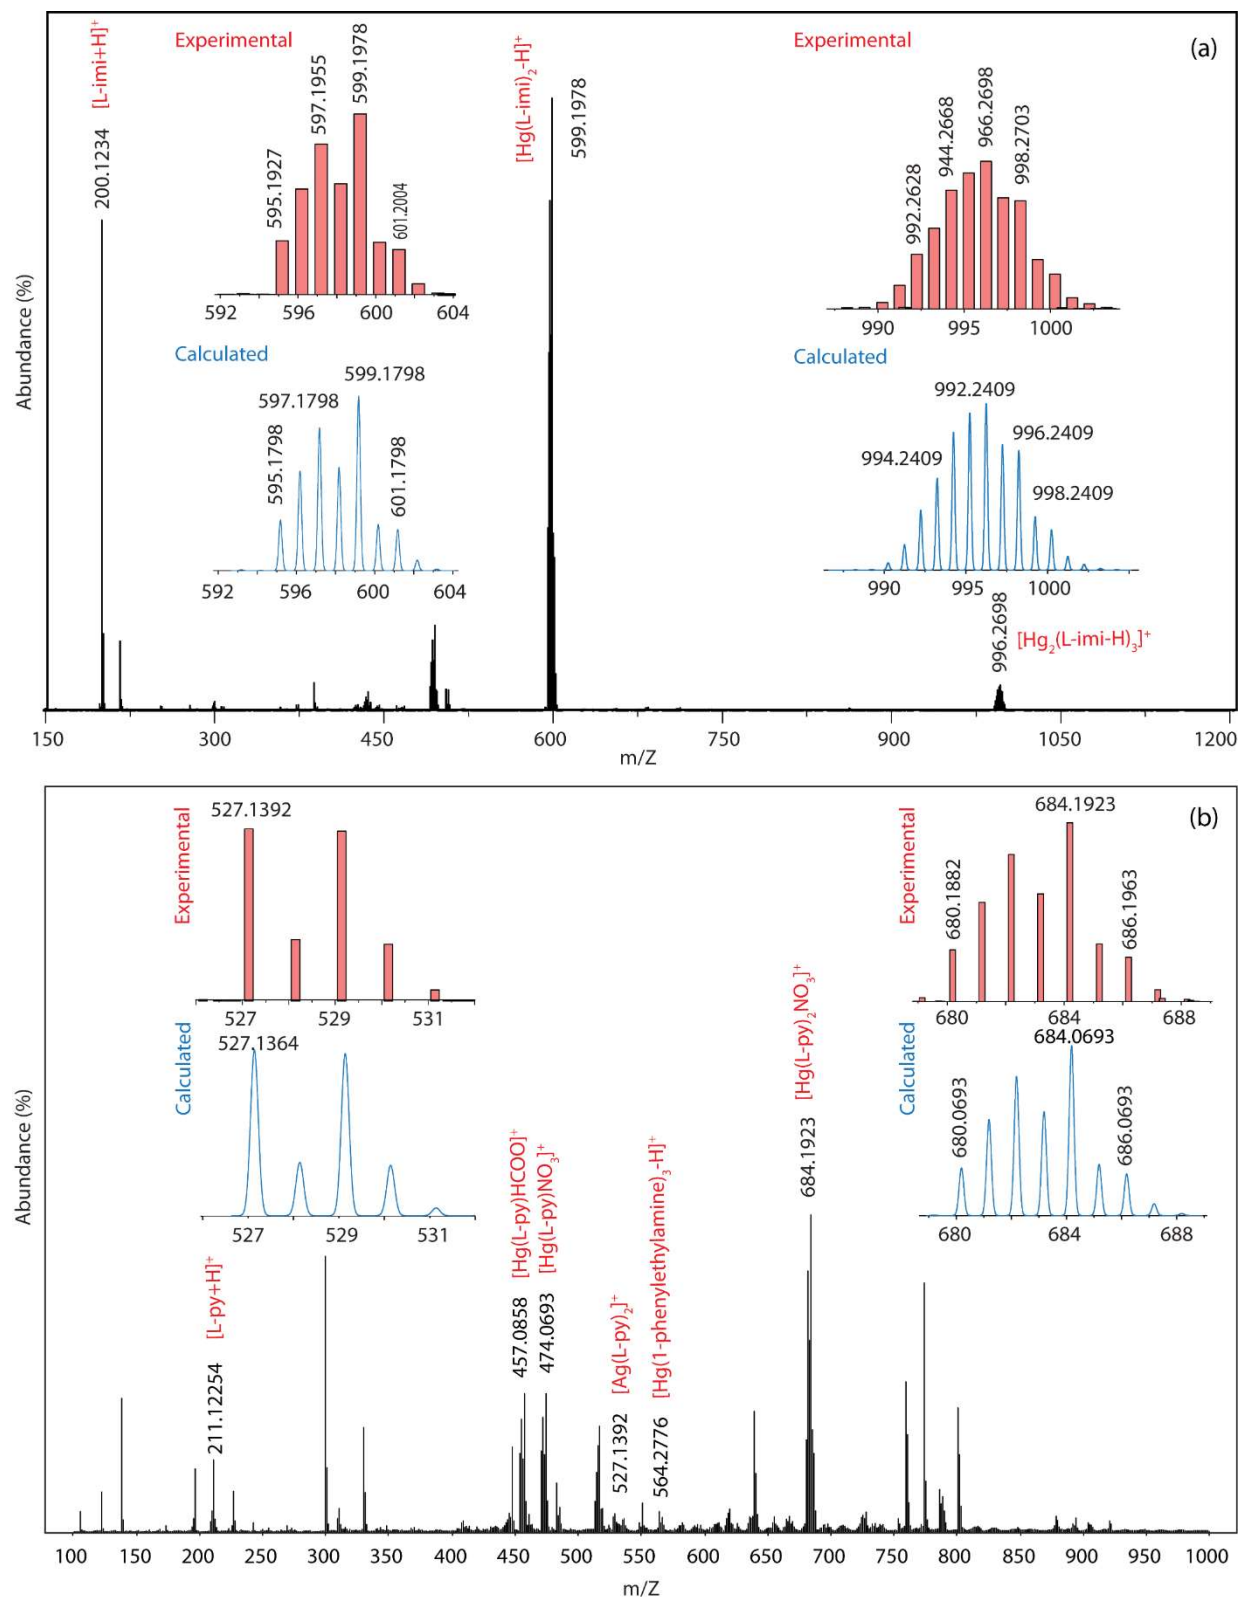 (a)
Abundance (%)
[L-imi+H]⁺
200.1234
Experimental
595.1927
597.1955
599.1978
601.2004
592 596 600 604
Calculated
595.1798
597.1798
599.1798
601.1798
592 596 600 604
[Hg(L-imi)₂-H]⁺
599.1978
Experimental
992.2628
944.2668
966.2698
998.2703
990 995 1000
Calculated
994.2409
992.2409
996.2409
998.2409
990 995 1000
996.2698
[Hg₂(L-imi-H)₃]⁺
150 300 450 600 750 900 1050 1200
m/Z
(b)
Abundance (%)
Experimental
527.1392
527 529 531
Calculated
527.1364
527 529 531
Experimental
680.1882
684.1923
686.1963
680 684 688
Calculated
680.0693
684.0693
686.0693
680 684 688
[L-py+H]⁺
211.12254
[Hg(L-py)HCOO]⁺
457.0858
[Hg(L-py)NO₃]⁺
474.0693
[Ag(L-py)₂]⁺
527.1392
[Hg(1-phenylethylamine)₃-H]⁺
564.2776
[Hg(L-py)₂NO₃]⁺
684.1923
100 150 200 250 300 350 400 450 500 550 600 650 700 750 800 850 900 950 1000
m/Z